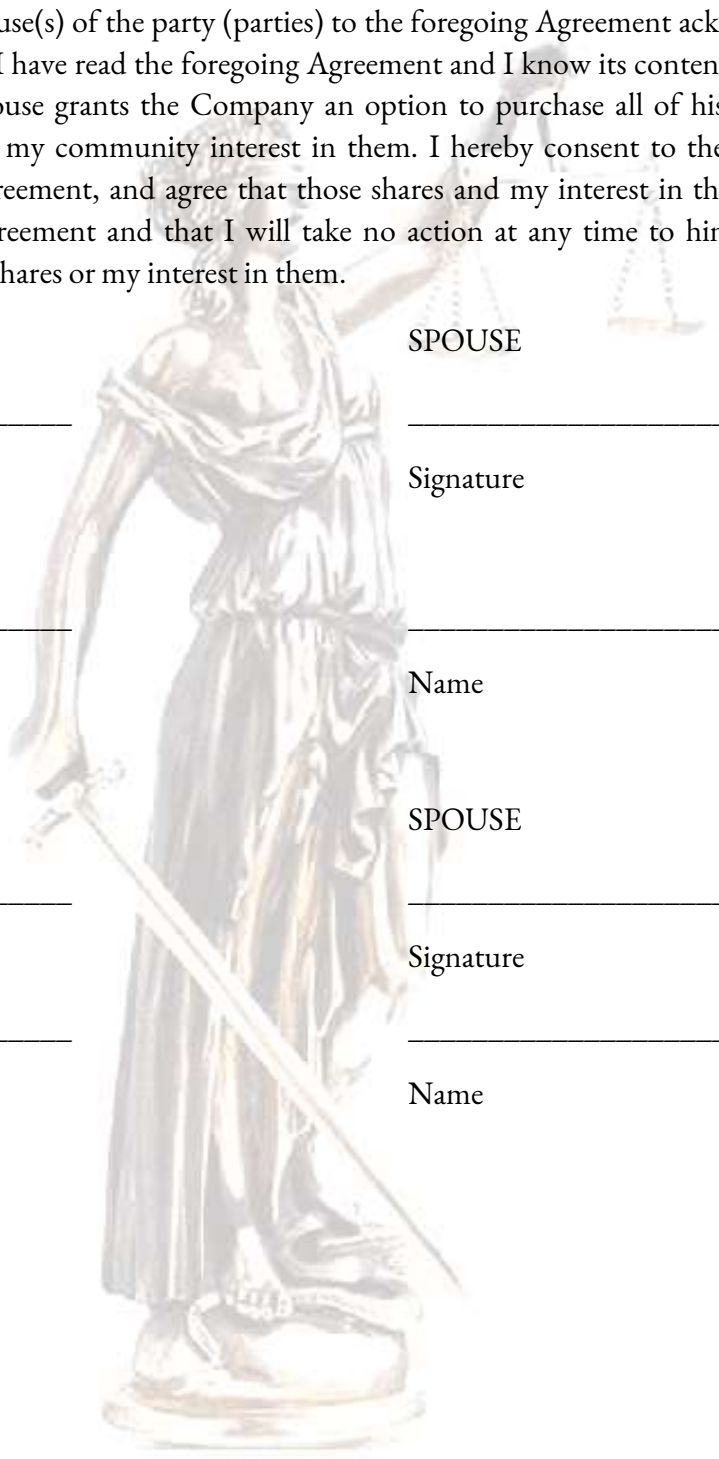 use(s) of the party (parties) to the foregoing Agreement ack
I have read the foregoing Agreement and I know its conten
ouse grants the Company an option to purchase all of his
my community interest in them. I hereby consent to the
reement, and agree that those shares and my interest in th
reement and that I will take no action at any time to hin
hares or my interest in them.
SPOUSE
Signature
Name
SPOUSE
Signature
Name